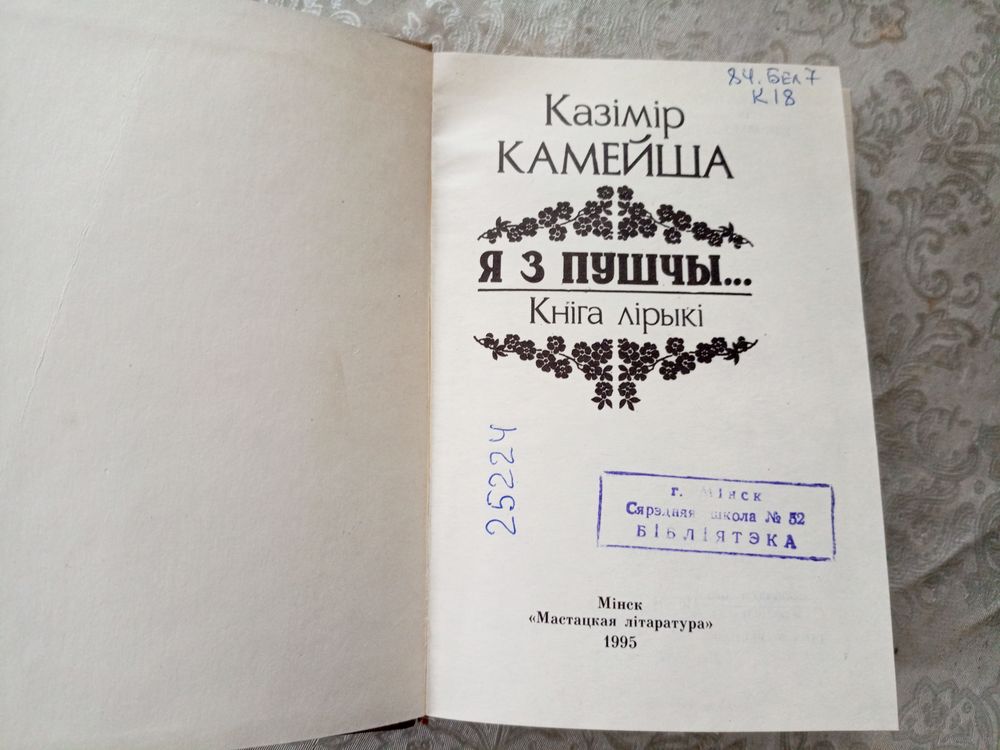 84.Бел7
К18
Казімір
КАМЕЙША
Я З ПУШЧЫ...
Кніга лірыкі
25224
г. Мінск
Сярэдняя школа № 52
БІБЛІЯТЭКА
Мінск
«Мастацкая літаратура»
1995